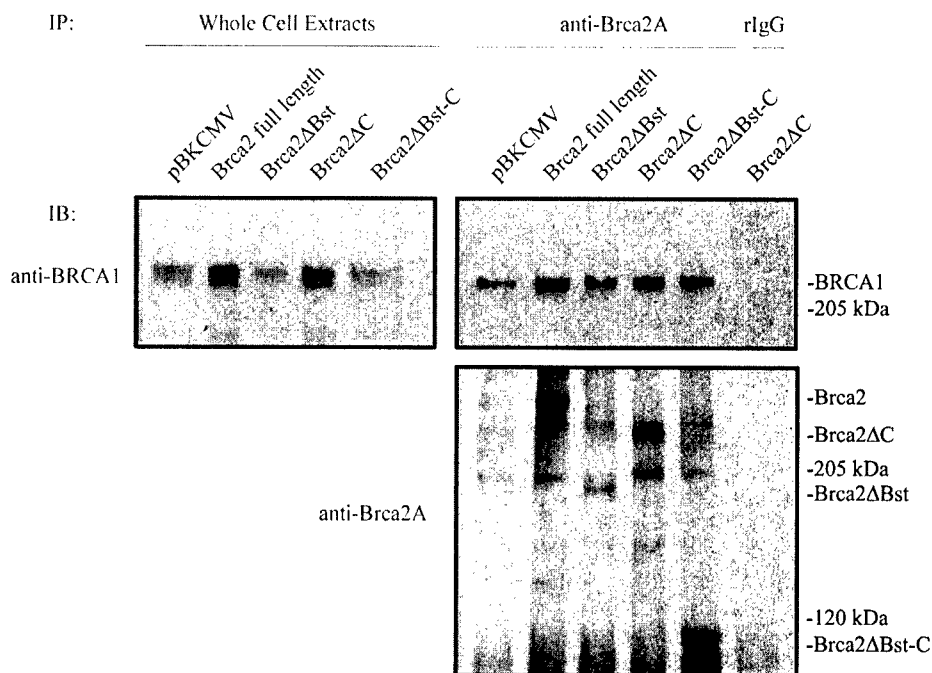 IP: Whole Cell Extracts anti-Brca2A rIgG
pBKCMV Brca2 full length Brca2ΔBst Brca2ΔC Brca2ΔBst-C pBKCMV Brca2 full length Brca2ΔBst Brca2ΔC Brca2ΔBst-C Brca2ΔC
IB:
anti-BRCA1
-BRCA1
-205 kDa
-Brca2
-Brca2ΔC
-205 kDa
-Brca2ΔBst
anti-Brca2A
-120 kDa
-Brca2ΔBst-C